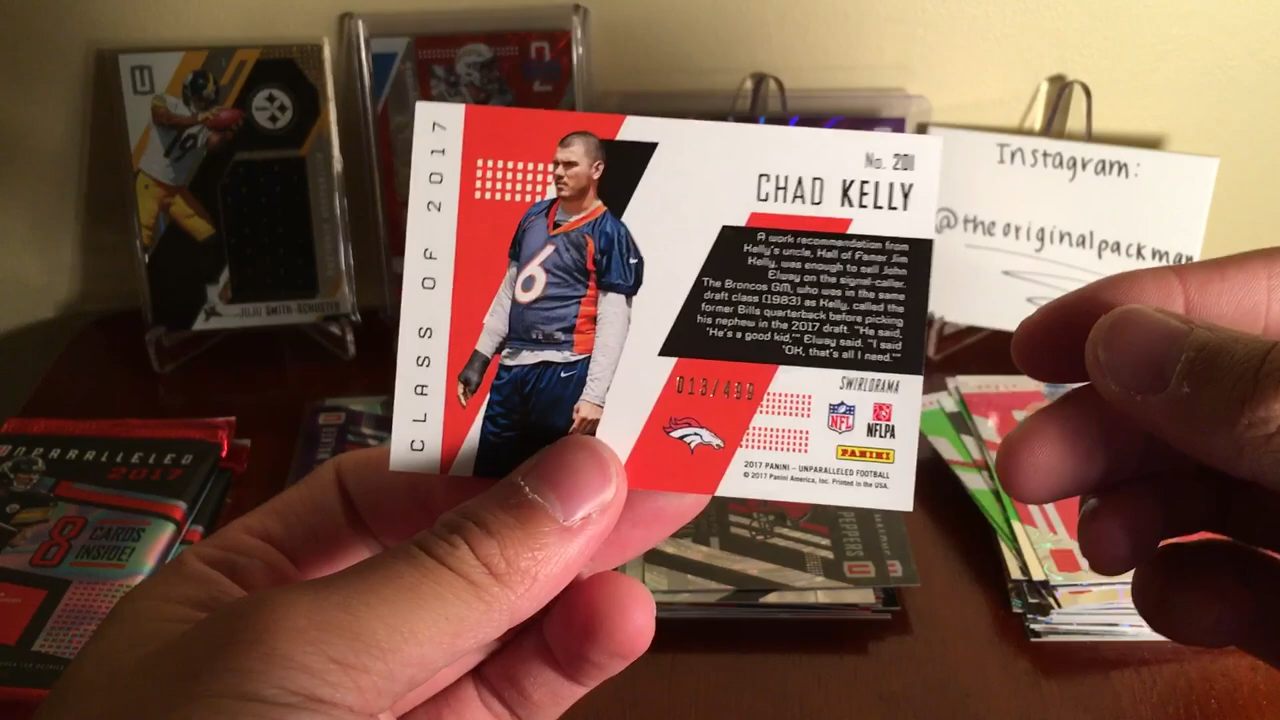 U
19
JUJU SMITH-SCHUSTER
CLASS OF 2017
6
No. 201
CHAD KELLY
A work recommendation from
Kelly's uncle, Hall of Famer Jim
Kelly, was enough to sell John
Elway on the signal-caller.
The Broncos GM, who was in the same
draft class (1983) as Kelly, called the
former Bills quarterback before picking
his nephew in the 2017 draft. "He said,
'He's a good kid,'" Elway said. "I said
'OK, that's all I need.'"
013/499
SWIRLORAMA
NFL
NFLPA
PANINI
2017 PANINI – UNPARALLELED FOOTBALL
© 2017 Panini America, Inc. Printed in the USA.
Instagram:
@theoriginalpackman
UNPARALLELED
2017
8 CARDS
INSIDE!
PEPPERS U